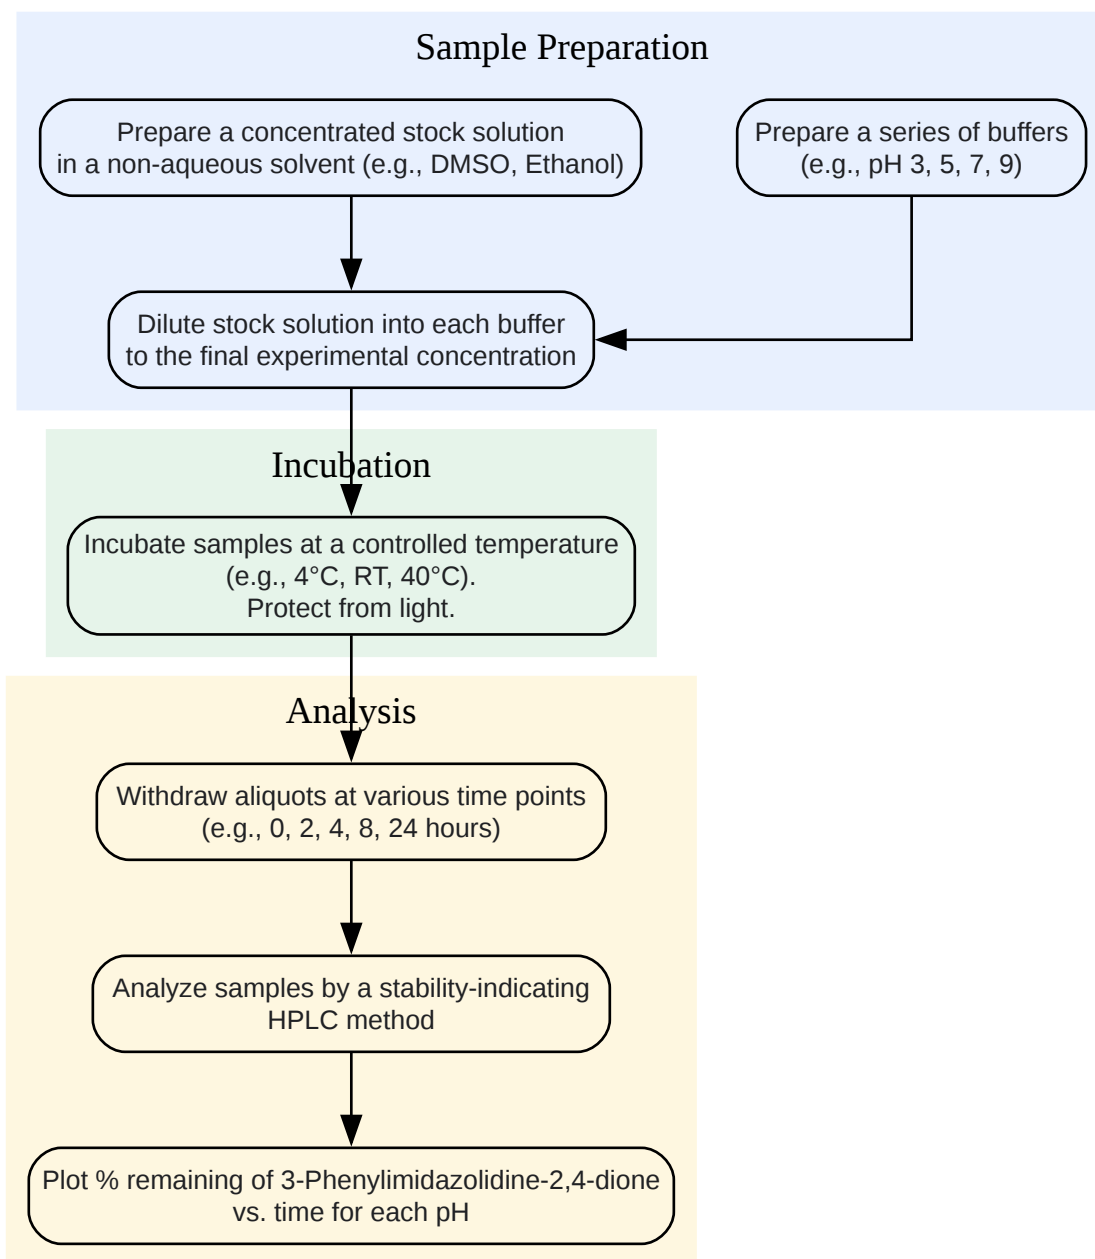 Sample Preparation
Prepare a concentrated stock solution
in a non-aqueous solvent (e.g., DMSO, Ethanol)
Prepare a series of buffers
(e.g., pH 3, 5, 7, 9)
Dilute stock solution into each buffer
to the final experimental concentration
Incubation
Incubate samples at a controlled temperature
(e.g., 4°C, RT, 40°C).
Protect from light.
Analysis
Withdraw aliquots at various time points
(e.g., 0, 2, 4, 8, 24 hours)
Analyze samples by a stability-indicating
HPLC method
Plot % remaining of 3-Phenylimidazolidine-2,4-dione
vs. time for each pH